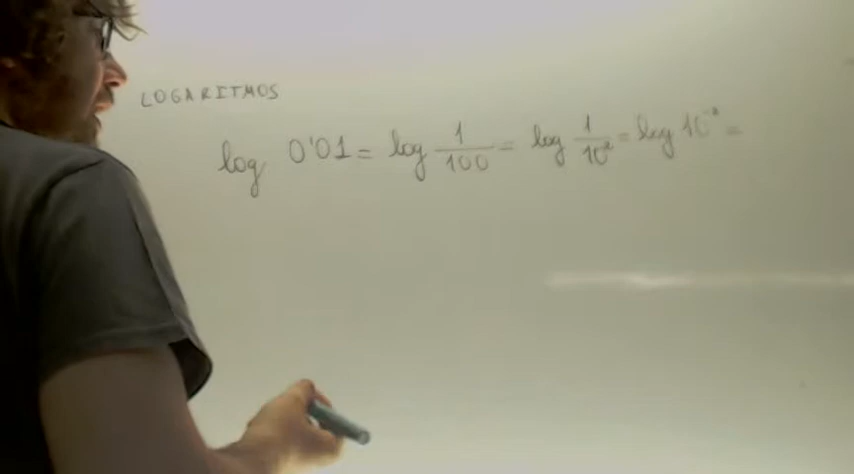 LOGARITMOS
log 0'01 = log 1/100 = log 1/10² = log 10⁻² =